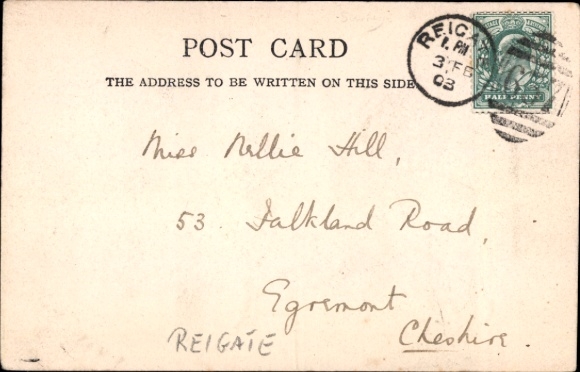 POST CARD
THE ADDRESS TO BE WRITTEN ON THIS SIDE
REIGATE
1. PM
3 FEB
03
HALF PENNY
Miss Nellie Hill,
53. Falkland Road,
Egremont
Cheshire.
REIGATE